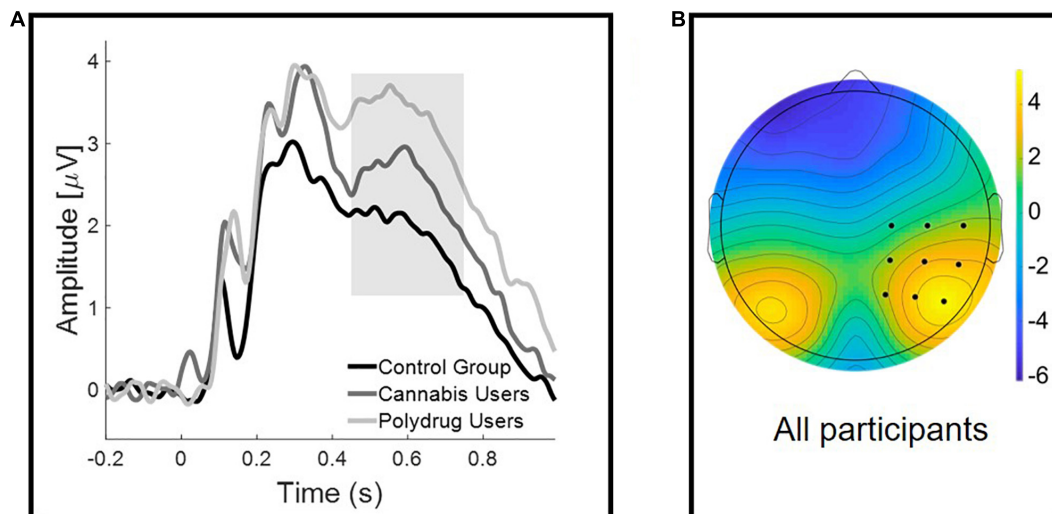 A
B
Amplitude [μV]
4
3
2
1
0
Control Group
Cannabis Users
Polydrug Users
-0.2 0 0.2 0.4 0.6 0.8
Time (s)
4
2
0
-2
-4
-6
All participants